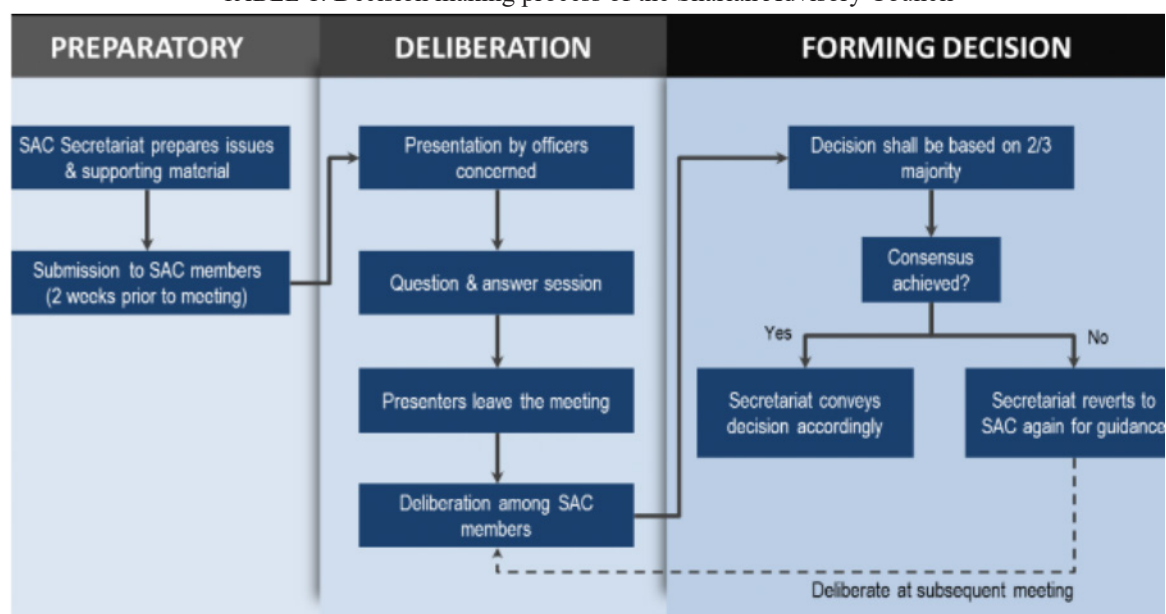 PREPARATORY
DELIBERATION
FORMING DECISION
SAC Secretariat prepares issues
& supporting material
Submission to SAC members
(2 weeks prior to meeting)
Presentation by officers
concerned
Question & answer session
Presenters leave the meeting
Deliberation among SAC
members
Decision shall be based on 2/3
majority
Consensus
achieved?
Yes
No
Secretariat conveys
decision accordingly
Secretariat reverts to
SAC again for guidance
Deliberate at subsequent meeting